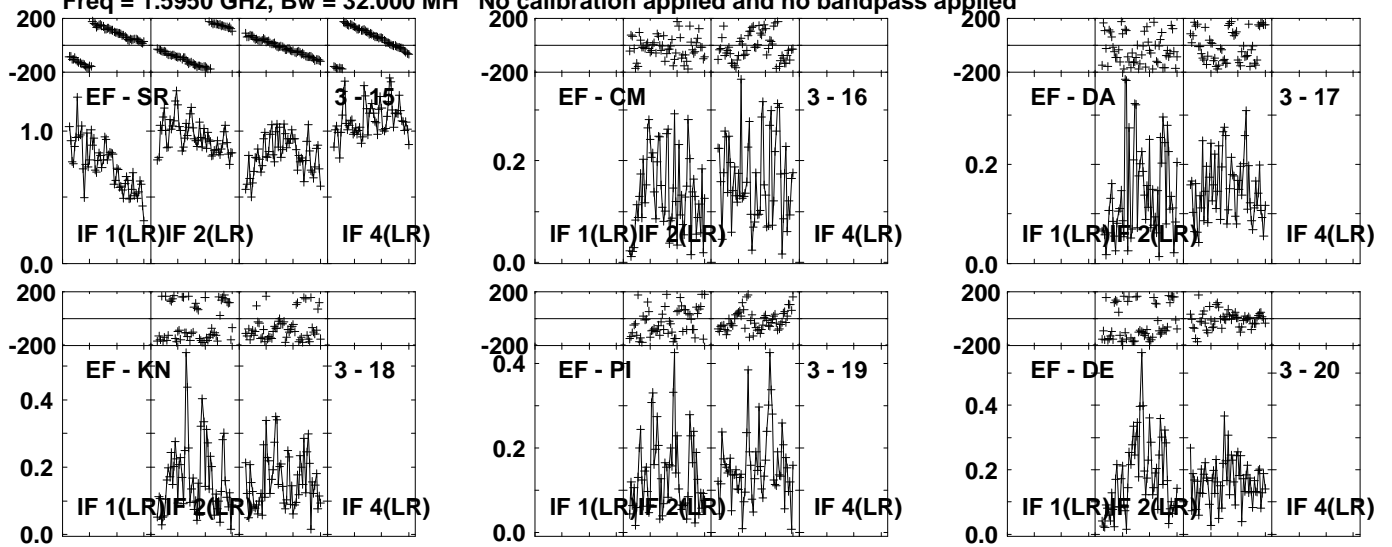 Freq = 1.5950 GHz, Bw = 32.000 MH No calibration applied and no bandpass applied
200
-200
EF - SR 3 - 15
1.0
IF 1(LR) IF 2(LR) IF 4(LR)
0.0
200
-200
EF - CM 3 - 16
0.2
IF 1(LR) IF 2(LR) IF 4(LR)
0.0
200
-200
EF - DA 3 - 17
0.2
IF 1(LR) IF 2(LR) IF 4(LR)
0.0
200
-200
EF - KN 3 - 18
0.4
0.2
IF 1(LR) IF 2(LR) IF 4(LR)
0.0
200
-200
0.4
EF - PI 3 - 19
0.2
IF 1(LR) IF 2(LR) IF 4(LR)
0.0
200
-200
EF - DE 3 - 20
0.4
0.2
IF 1(LR) IF 2(LR) IF 4(LR)
0.0